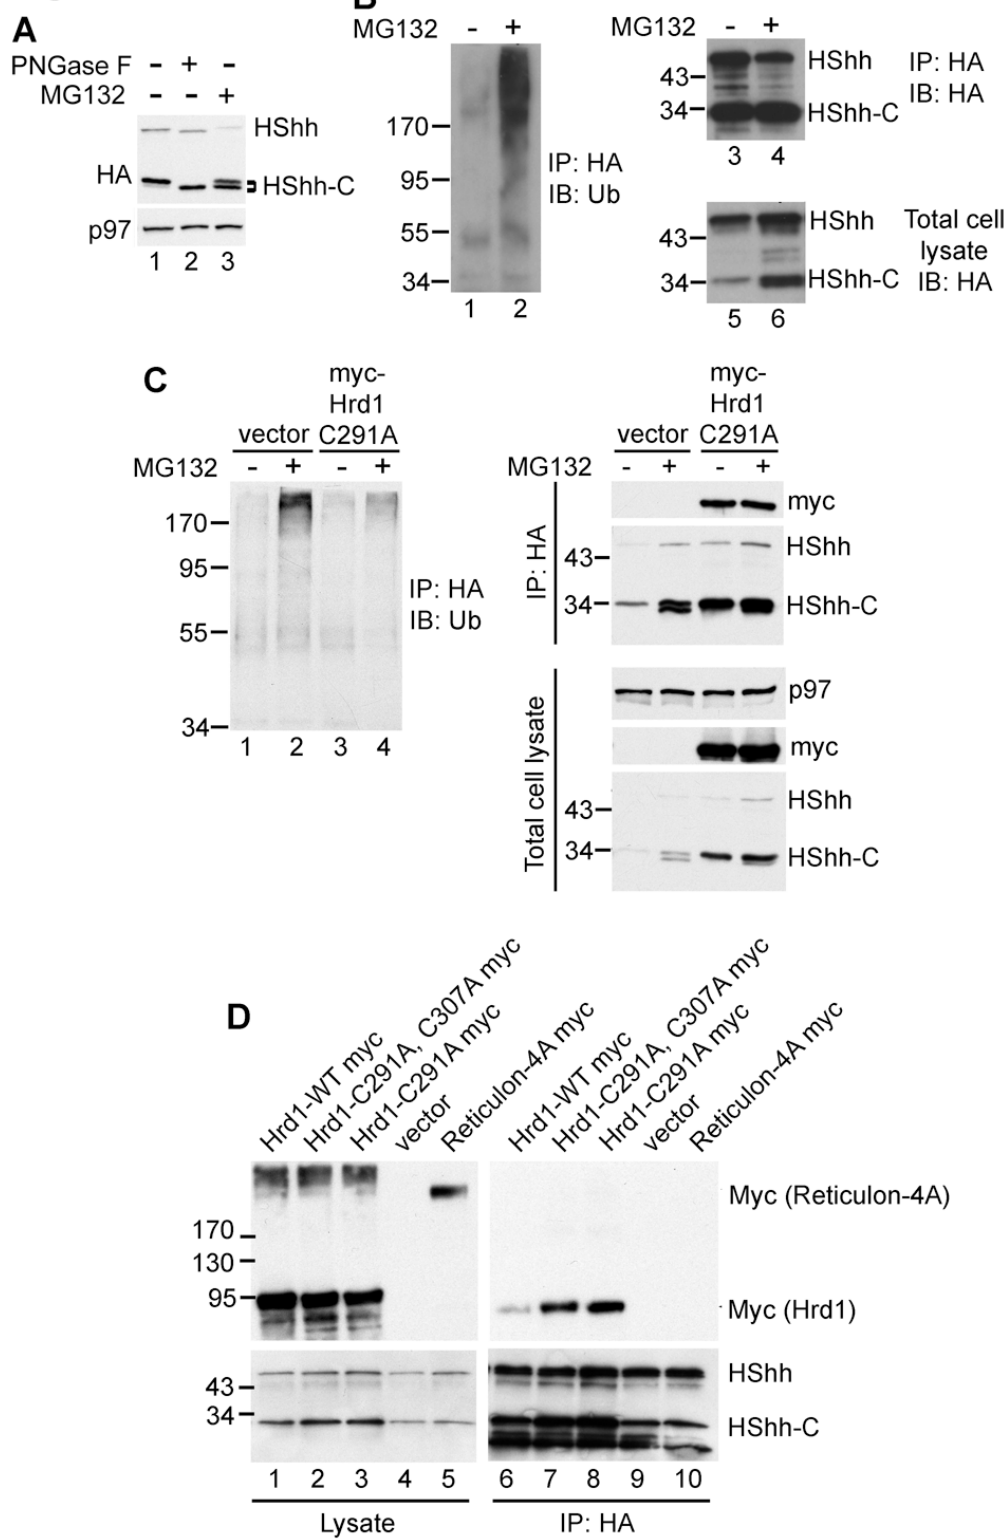 A
PNGase F - + -
MG132 - - +
HShh
HA
HShh-C
p97
1 2 3
B
MG132 - +
170
95
55
34
IP: HA
IB: Ub
1 2
MG132 - +
HShh
43
34
HShh-C
IP: HA
IB: HA
3 4
HShh
43
34
HShh-C
Total cell
lysate
IB: HA
5 6
C
myc-
Hrd1
vector C291A
MG132 - + - +
170
95
55
34
IP: HA
IB: Ub
1 2 3 4
myc-
Hrd1
vector C291A
MG132 - + - +
IP: HA
myc
HShh
43
34
HShh-C
Total cell lysate
p97
myc
HShh
43
34
HShh-C
D
Hrd1-WT myc
Hrd1-C291A, C307A myc
Hrd1-C291A myc
vector
Reticulon-4A myc
Hrd1-WT myc
Hrd1-C291A, C307A myc
Hrd1-C291A myc
vector
Reticulon-4A myc
Myc (Reticulon-4A)
170
130
95
Myc (Hrd1)
HShh
43
34
HShh-C
1 2 3 4 5 6 7 8 9 10
Lysate IP: HA